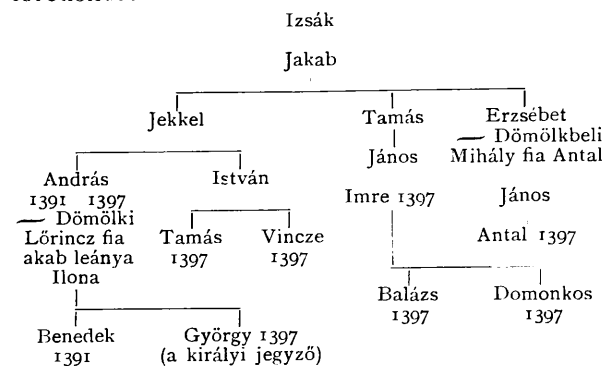 Izsák
Jakab
Jekkel Tamás Erzsébet
— Dömölkbeli
János Mihály fia Antal
András István
1391 1397 Imre 1397 János
— Dömölki
Lőrincz fia Tamás Vincze Antal 1397
akab leánya 1397 1397
Ilona
Balázs Domonkos
1397 1397
Benedek György 1397
1391 (a királyi jegyző)